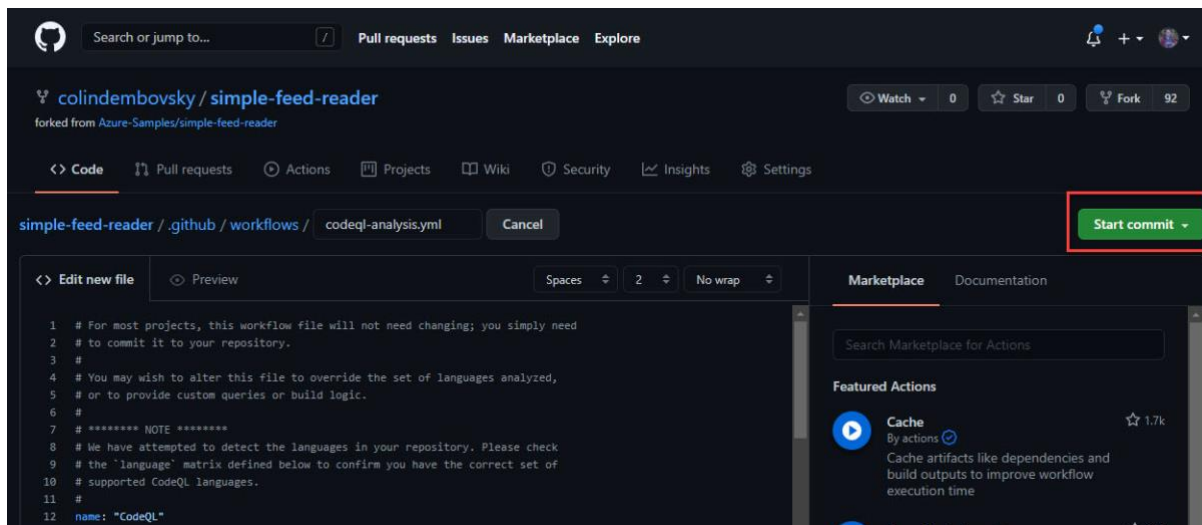 Search or jump to... / Pull requests Issues Marketplace Explore
colindembovsky / simple-feed-reader
Watch 0 Star 0 Fork 92
forked from Azure-Samples/simple-feed-reader
<> Code Pull requests Actions Projects Wiki Security Insights Settings
simple-feed-reader / .github / workflows / codeql-analysis.yml Cancel Start commit
<> Edit new file Preview Spaces 2 No wrap
Marketplace Documentation
1 # For most projects, this workflow file will not need changing; you simply need
2 # to commit it to your repository.
3 #
4 # You may wish to alter this file to override the set of languages analyzed,
5 # or to provide custom queries or build logic.
6 #
7 # ******** NOTE ********
8 # We have attempted to detect the languages in your repository. Please check
9 # the `language` matrix defined below to confirm you have the correct set of
10 # supported CodeQL languages.
11 #
12 name: "CodeQL"
Search Marketplace for Actions
Featured Actions
Cache 1.7k
By actions
Cache artifacts like dependencies and
build outputs to improve workflow
execution time